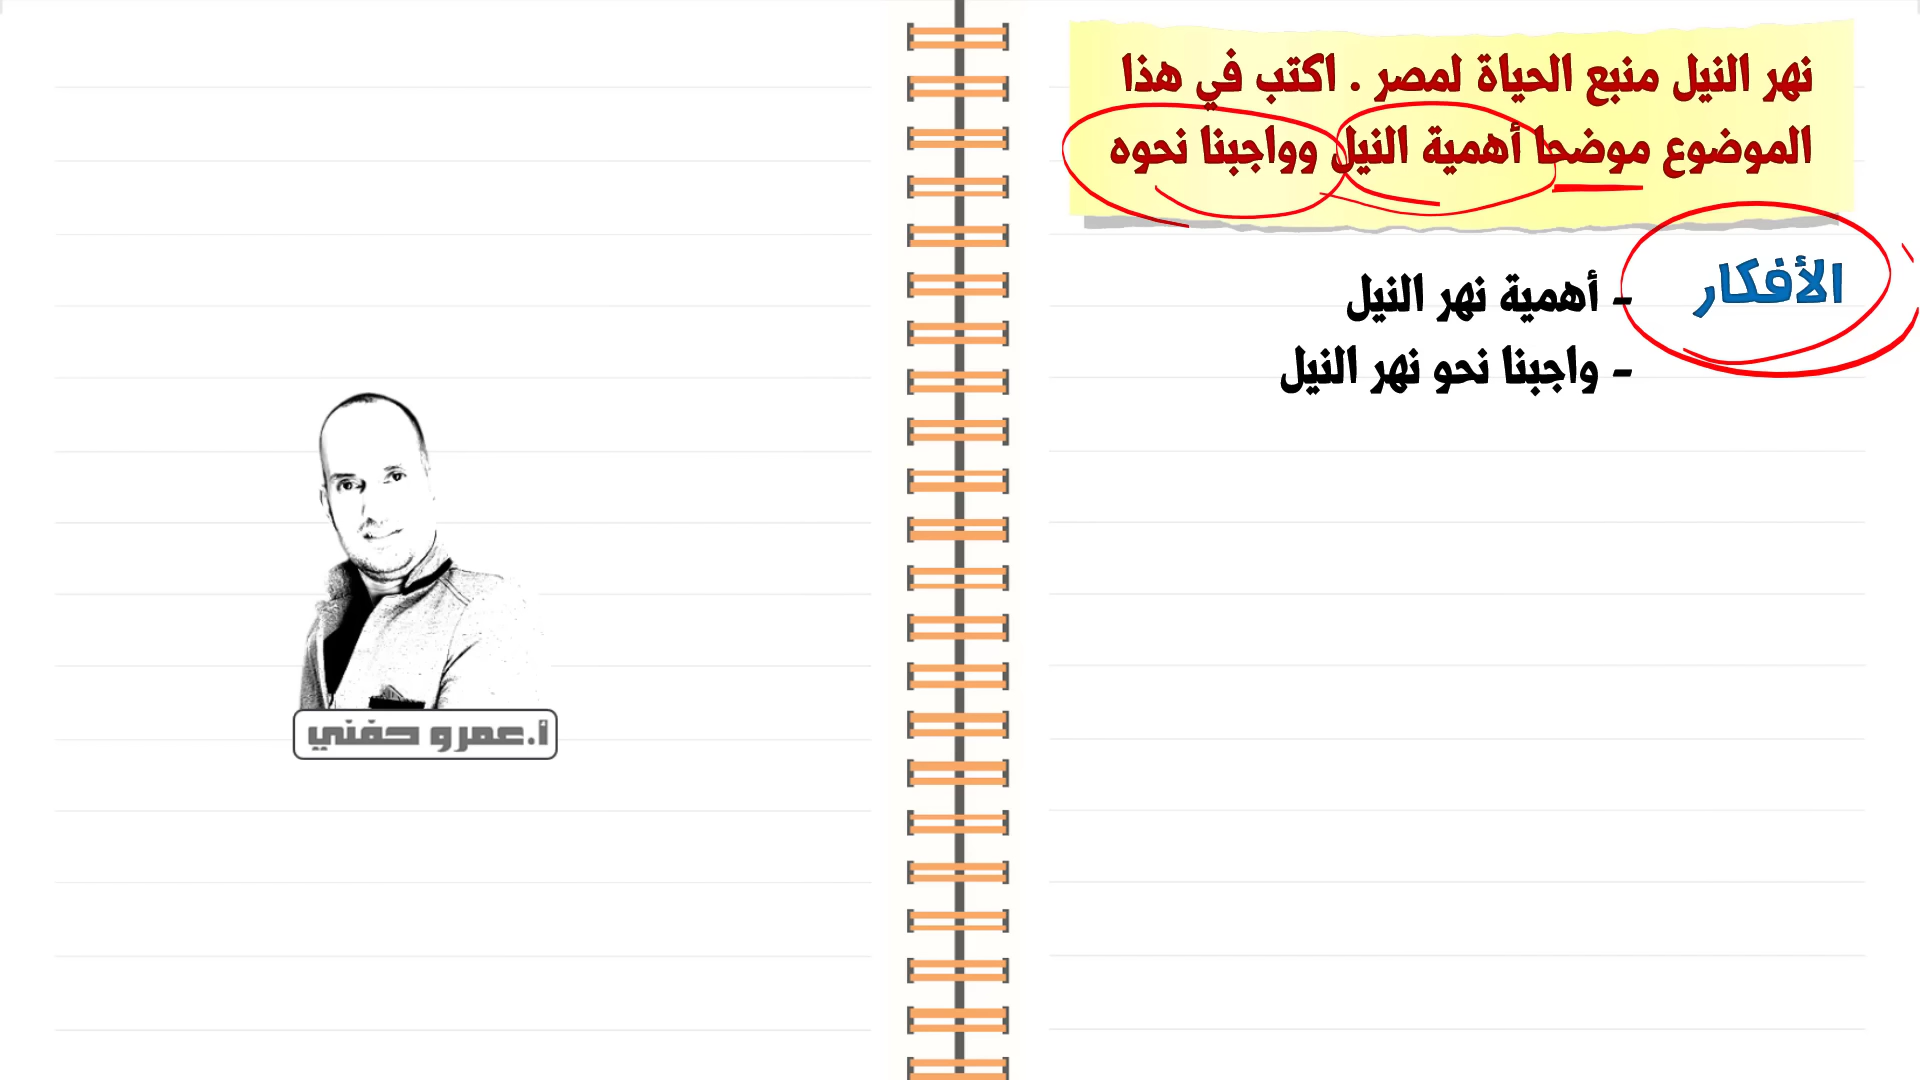 نهر النيل منبع الحياة لمصر . اكتب في هذا
الموضوع موضحا أهمية النيل وواجبنا نحوه
الأفكار
- أهمية نهر النيل
- واجبنا نحو نهر النيل
أ.عمرو حفني